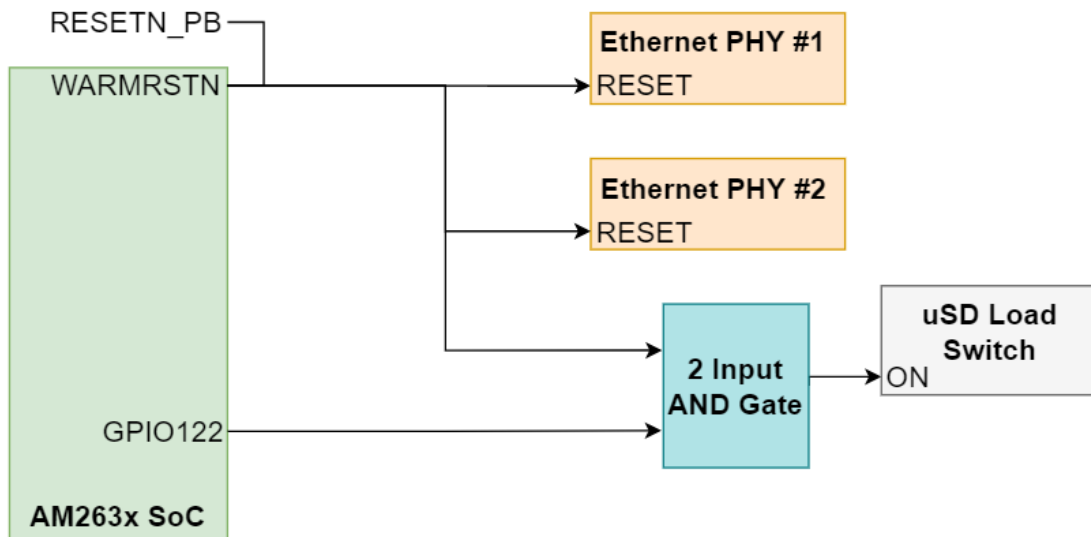 RESETN_PB
WARMRSTN
Ethernet PHY #1
RESET
Ethernet PHY #2
RESET
uSD Load
Switch
ON
2 Input
AND Gate
GPIO122
AM263x SoC